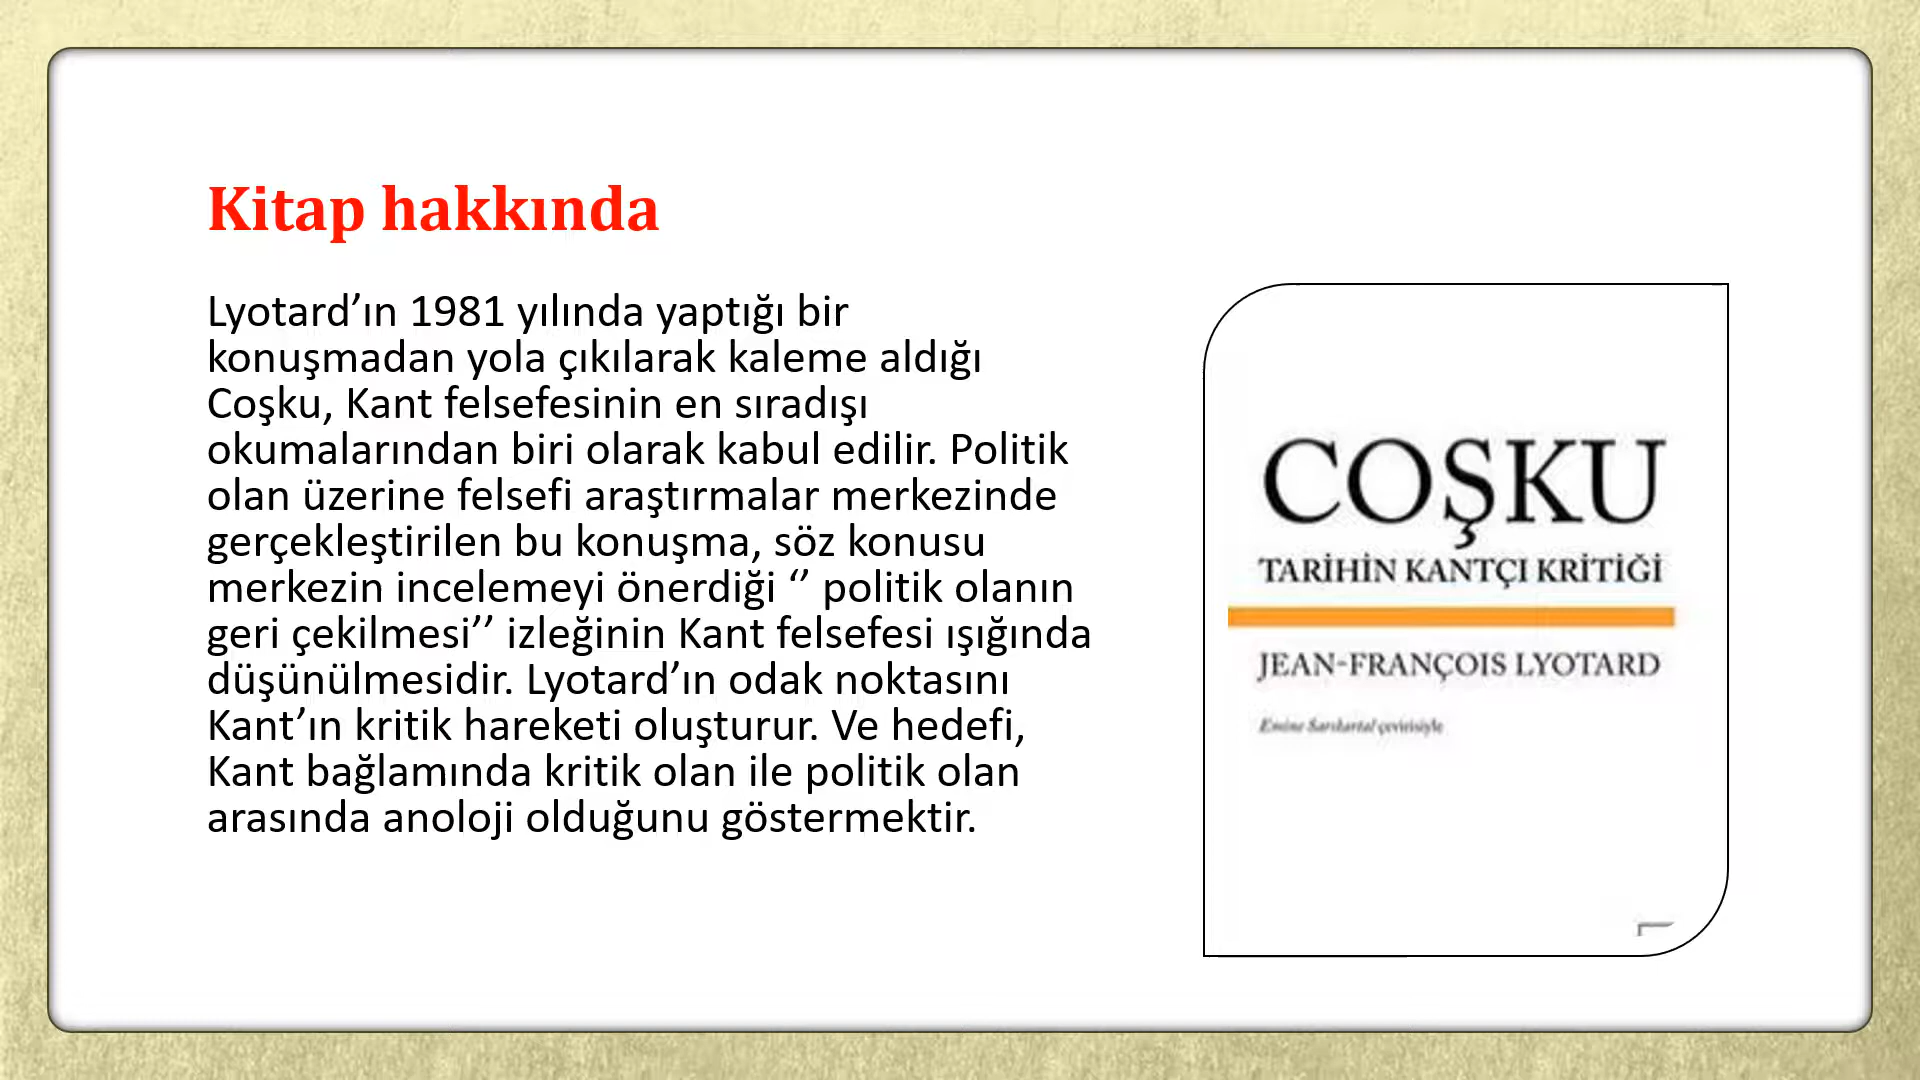 Kitap hakkında
Lyotard’ın 1981 yılında yaptığı bir
konuşmadan yola çıkılarak kaleme aldığı
Coşku, Kant felsefesinin en sıradışı
okumalarından biri olarak kabul edilir. Politik
olan üzerine felsefi araştırmalar merkezinde
gerçekleştirilen bu konuşma, söz konusu
merkezin incelemeyi önerdiği ‘’ politik olanın
geri çekilmesi’’ izleğinin Kant felsefesi ışığında
düşünülmesidir. Lyotard’ın odak noktasını
Kant’ın kritik hareketi oluşturur. Ve hedefi,
Kant bağlamında kritik olan ile politik olan
arasında anoloji olduğunu göstermektir.
COŞKU
TARİHİN KANTÇI KRİTİĞİ
JEAN-FRANÇOIS LYOTARD
Emine Sarıkartal çevirisiyle